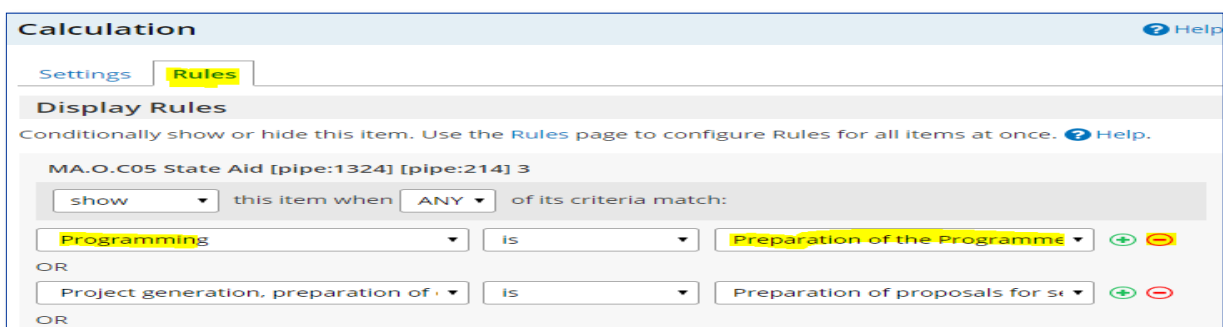 Calculation
Help
Settings Rules
Display Rules
Conditionally show or hide this item. Use the Rules page to configure Rules for all items at once. Help.
MA.O.C05 State Aid [pipe:1324] [pipe:214] 3
show this item when ANY of its criteria match:
Programming is Preparation of the Programme
OR
Project generation, preparation of is Preparation of proposals for
OR